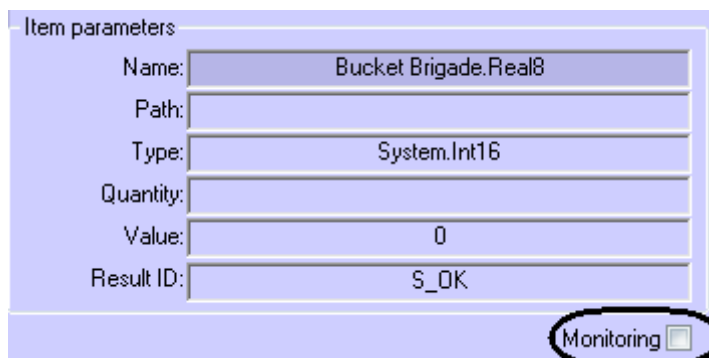 Item parameters
Name: Bucket Brigade.Real8
Path:
Type: System.Int16
Quantity:
Value: 0
Result ID: S_OK
Monitoring